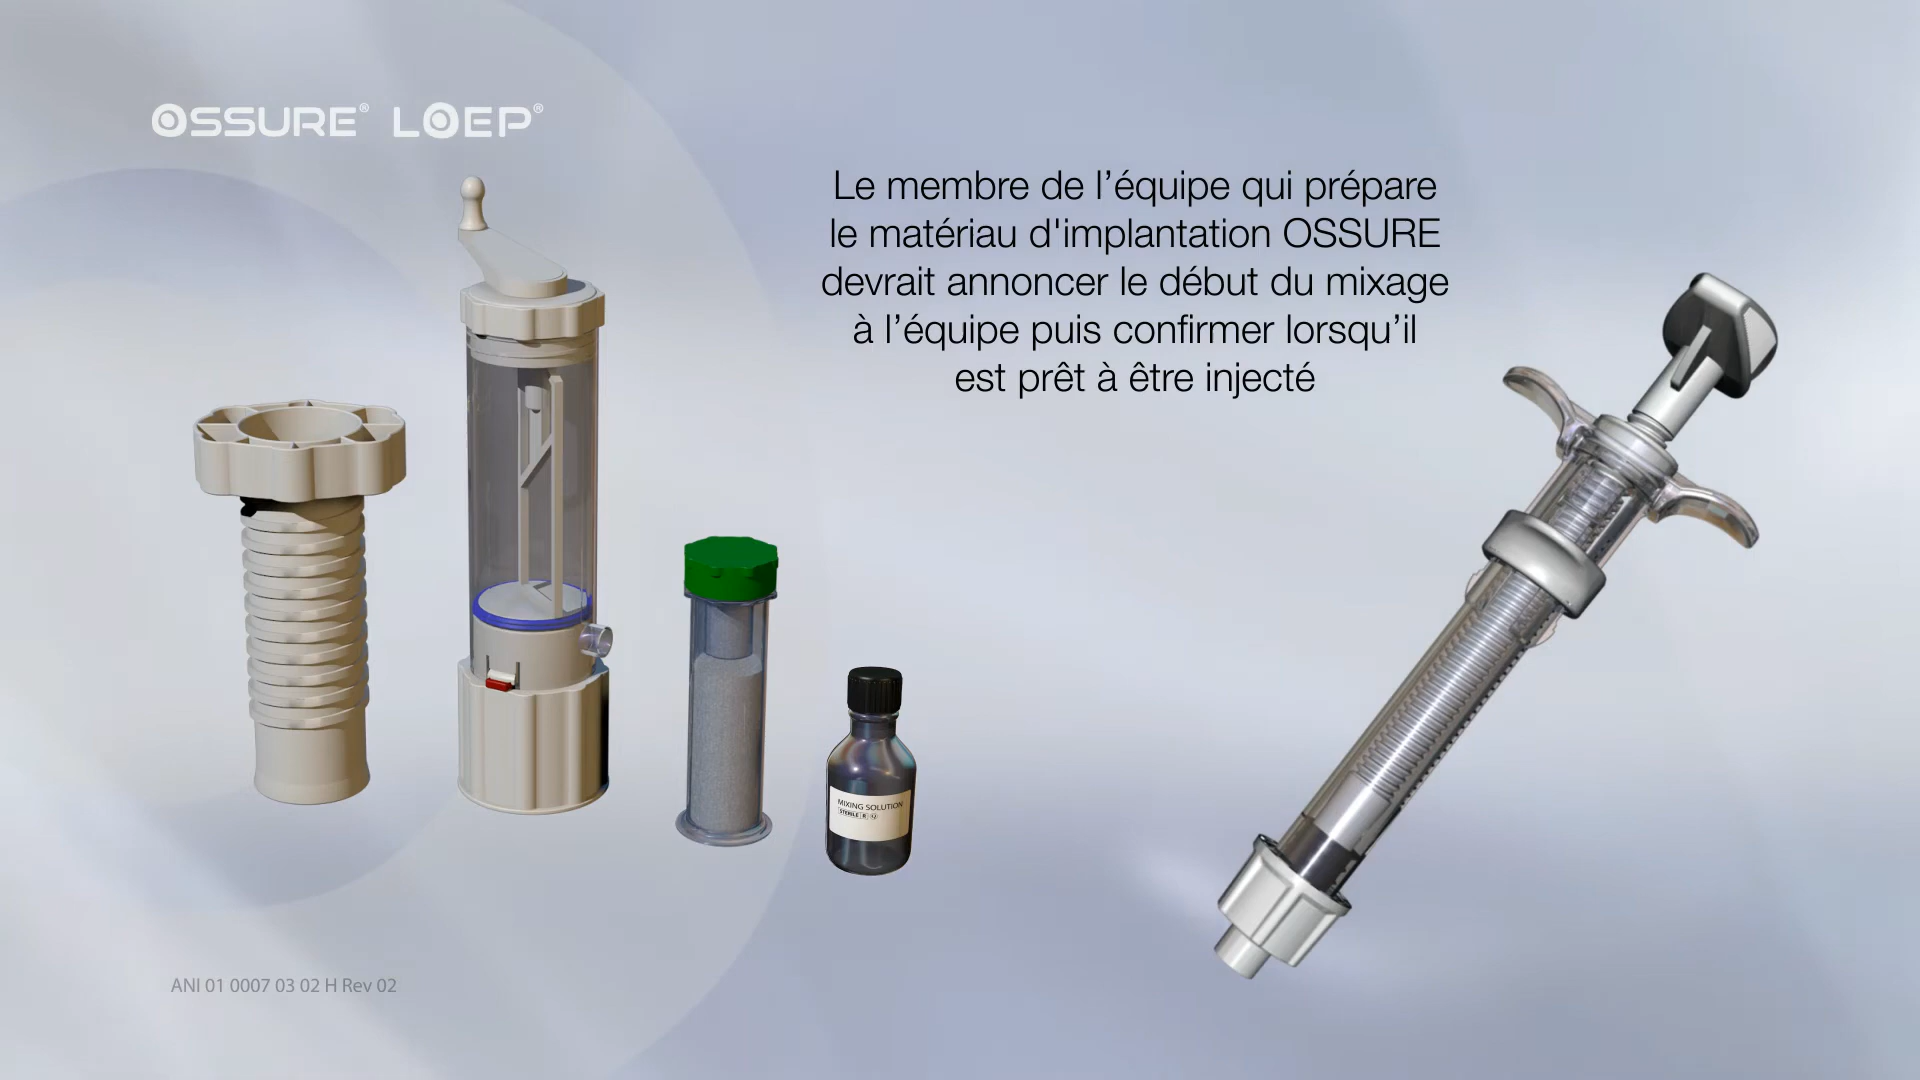 OSSURE® LOEP®
Le membre de l’équipe qui prépare
le matériau d'implantation OSSURE
devrait annoncer le début du mixage
à l’équipe puis confirmer lorsqu’il
est prêt à être injecté
MIXING SOLUTION
STERILE R
ANI 01 0007 03 02 H Rev 02